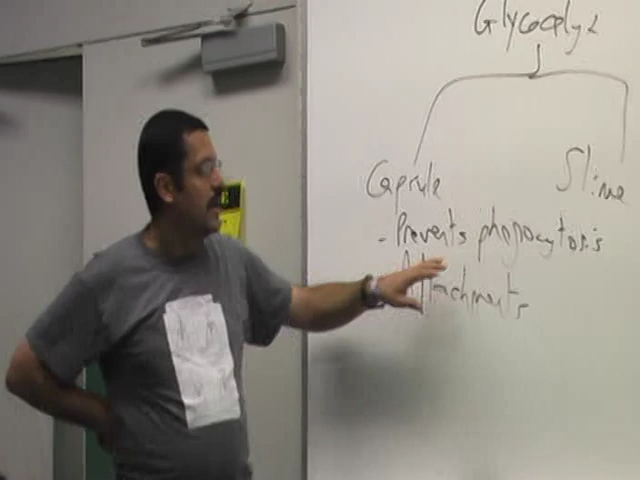 Glycocalyx
Capsule Slime
- Prevents phagocytosis
Attachments